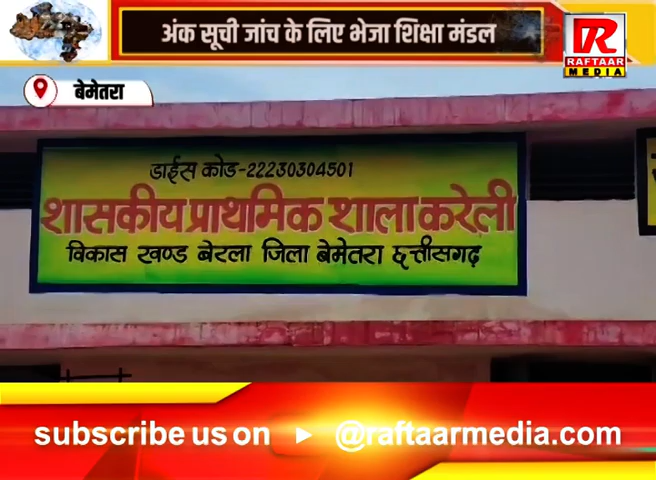 अंक सूची जांच के लिए भेजा शिक्षा मंडल
R
RAFTAAR
MEDIA
बेमेतरा
डाईस कोड-22230304501
शासकीय प्राथमिक शाला करेली
विकास खण्ड बेरला जिला बेमेतरा छत्तीसगढ़
subscribe us on @raftaarmedia.com